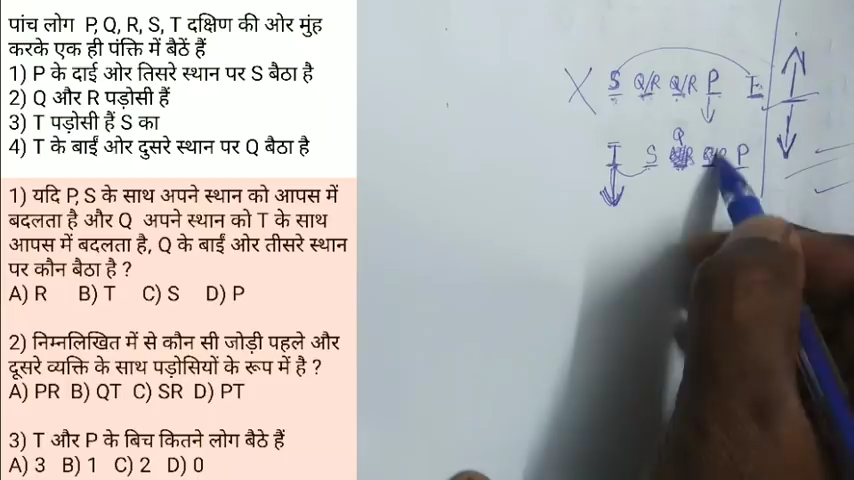 पांच लोग P, Q, R, S, T दक्षिण की ओर मुंह
करके एक ही पंक्ति में बैठें हैं
1) P के दाई ओर तिसरे स्थान पर S बैठा है
2) Q और R पड़ोसी हैं
3) T पड़ोसी हैं S का
4) T के बाईं ओर दुसरे स्थान पर Q बैठा है
1) यदि P, S के साथ अपने स्थान को आपस में
बदलता है और Q अपने स्थान को T के साथ
आपस में बदलता है, Q के बाईं ओर तीसरे स्थान
पर कौन बैठा है ?
A) R B) T C) S D) P
2) निम्नलिखित में से कौन सी जोड़ी पहले और
दूसरे व्यक्ति के साथ पड़ोसियों के रूप में है ?
A) PR B) QT C) SR D) PT
3) T और P के बिच कितने लोग बैठे हैं
A) 3 B) 1 C) 2 D) 0
S Q/R Q/R P
Q
T S P